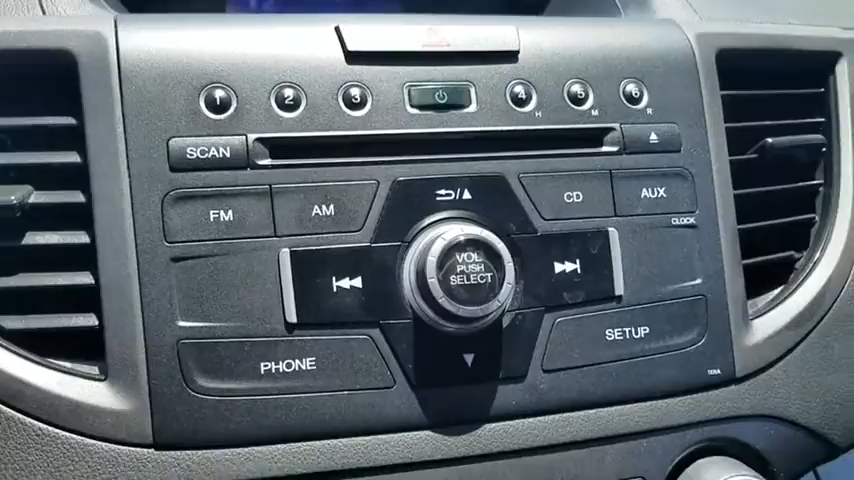 1 2 3 4 5 6
H M R
SCAN
FM AM CD AUX
CLOCK
VOL
PUSH
SELECT
SETUP
PHONE